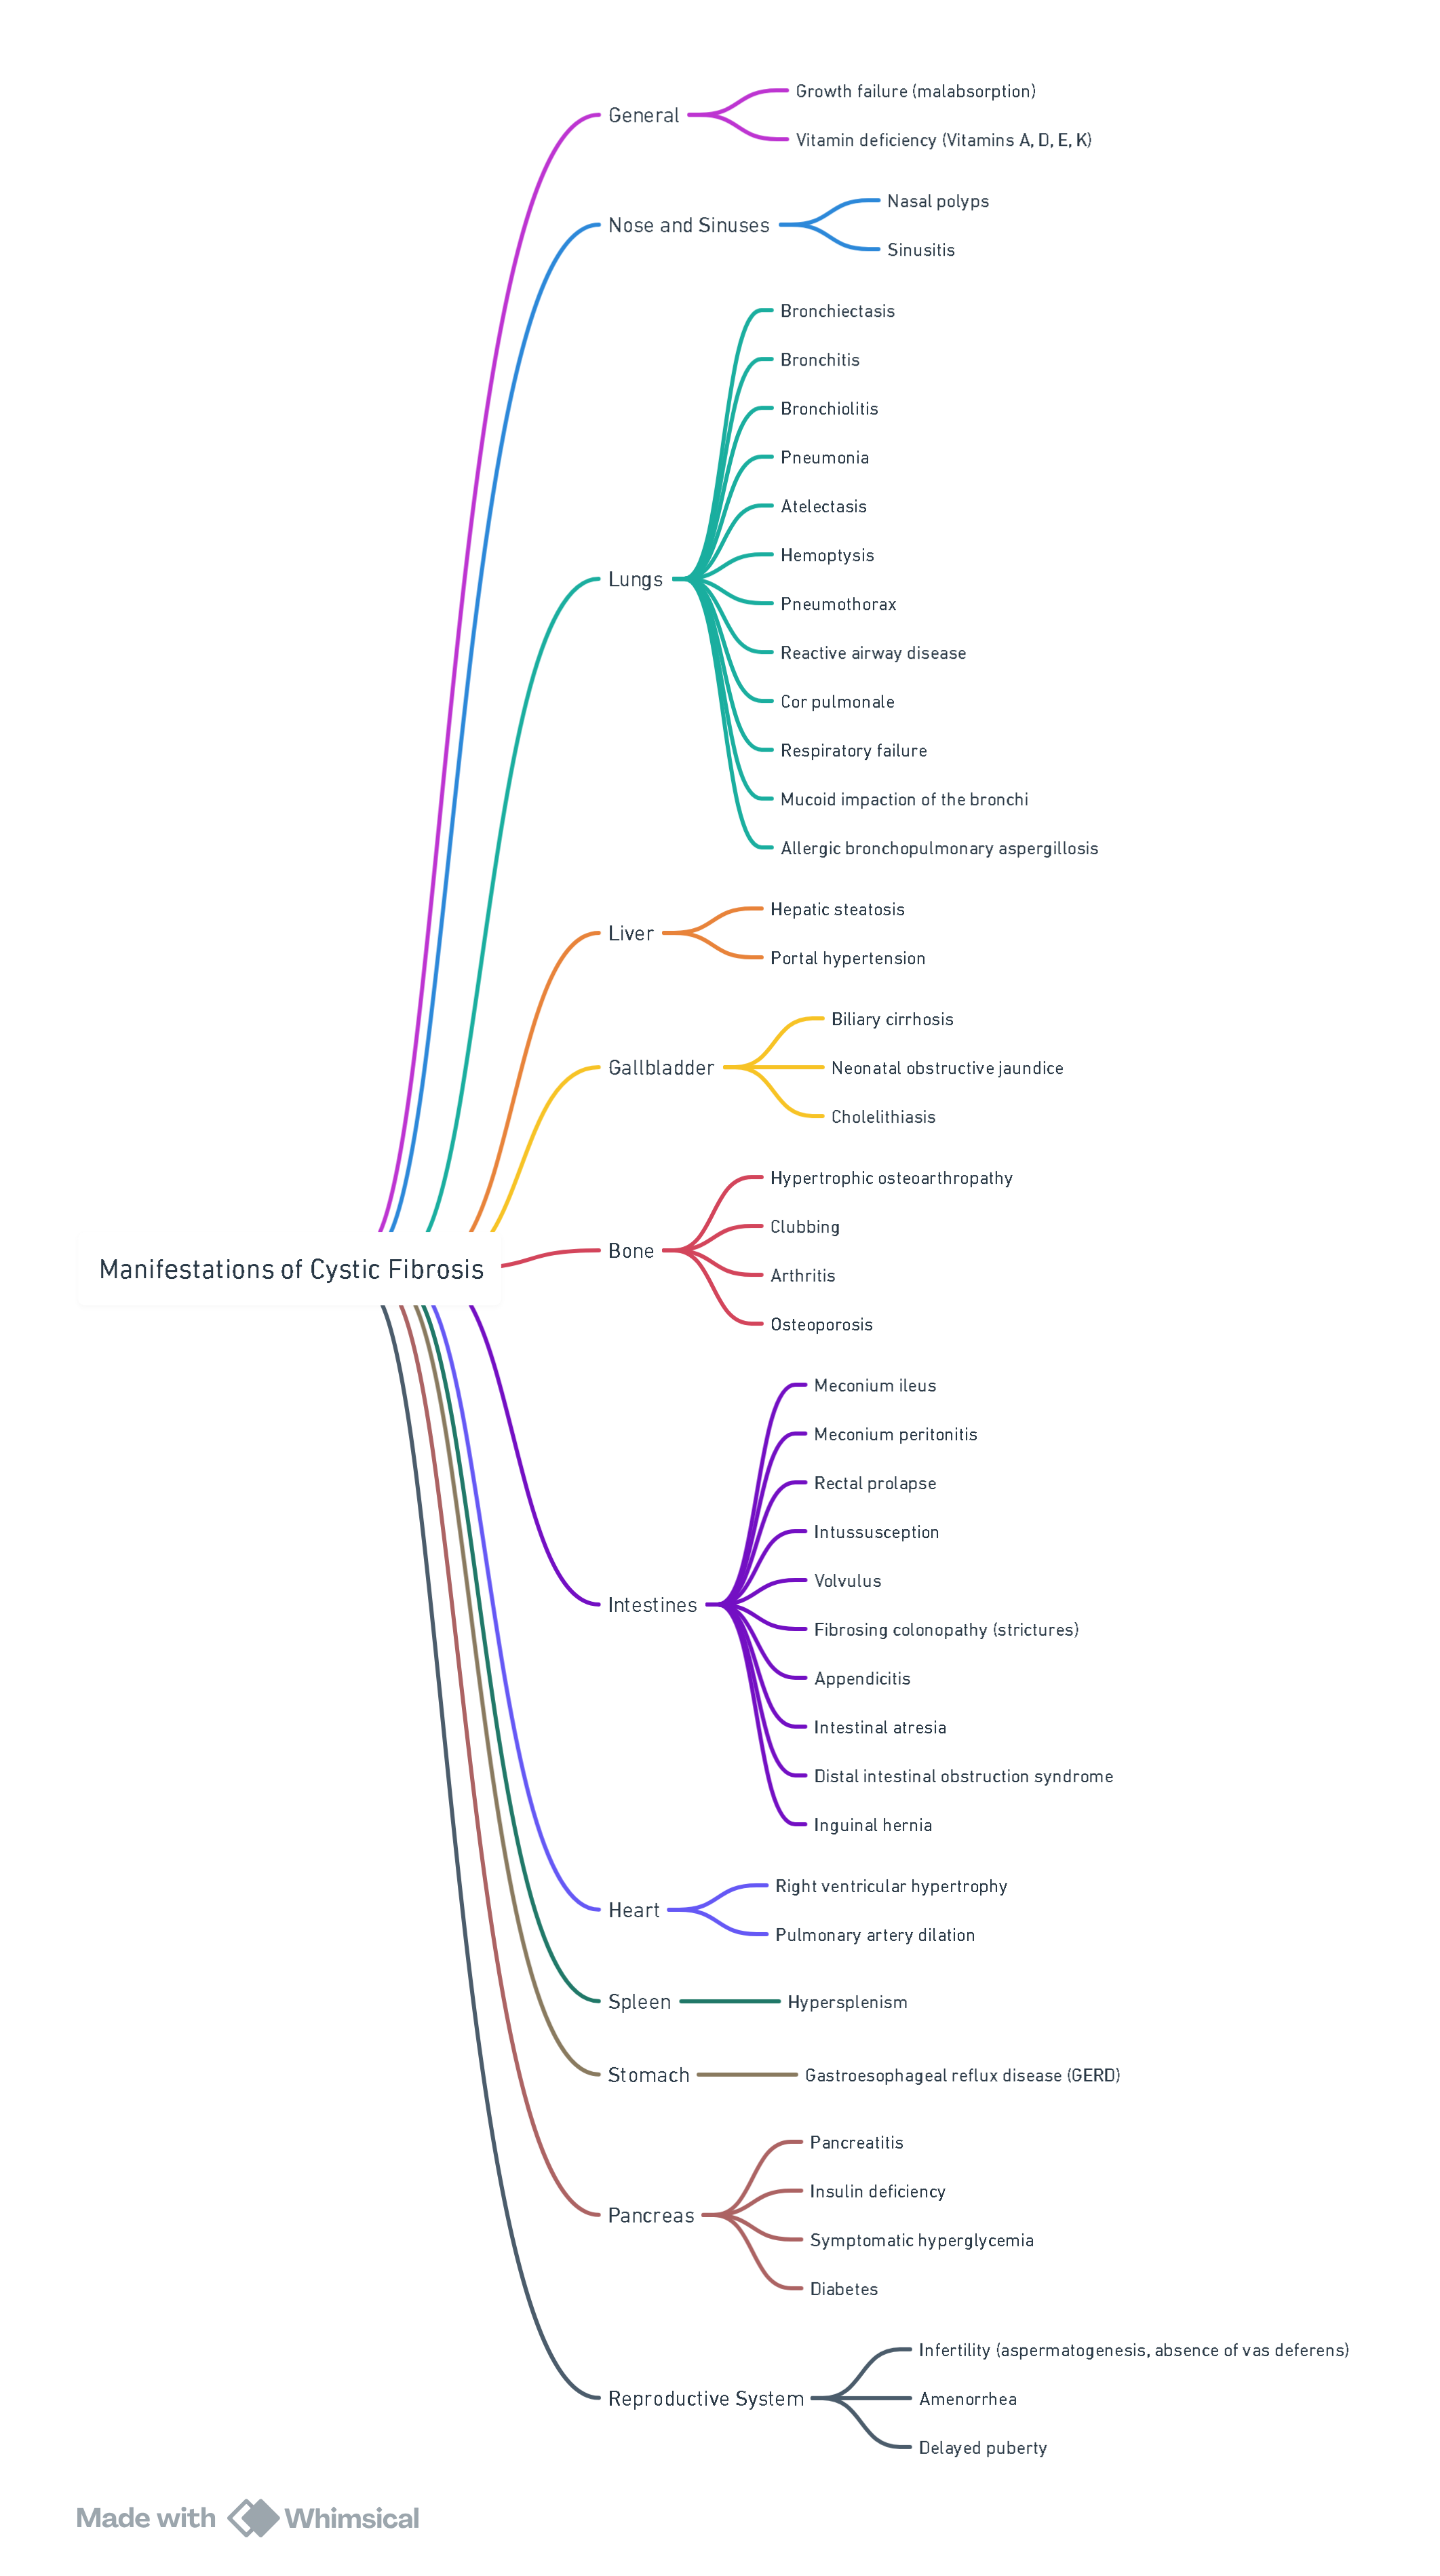 General
Growth failure (malabsorption)
Vitamin deficiency (Vitamins A, D, E, K)
Nose and Sinuses
Nasal polyps
Sinusitis
Lungs
Bronchiectasis
Bronchitis
Bronchiolitis
Pneumonia
Atelectasis
Hemoptysis
Pneumothorax
Reactive airway disease
Cor pulmonale
Respiratory failure
Mucoid impaction of the bronchi
Allergic bronchopulmonary aspergillosis
Liver
Hepatic steatosis
Portal hypertension
Gallbladder
Biliary cirrhosis
Neonatal obstructive jaundice
Cholelithiasis
Manifestations of Cystic Fibrosis
Bone
Hypertrophic osteoarthropathy
Clubbing
Arthritis
Osteoporosis
Intestines
Meconium ileus
Meconium peritonitis
Rectal prolapse
Intussusception
Volvulus
Fibrosing colonopathy (strictures)
Appendicitis
Intestinal atresia
Distal intestinal obstruction syndrome
Inguinal hernia
Heart
Right ventricular hypertrophy
Pulmonary artery dilation
Spleen
Hypersplenism
Stomach
Gastroesophageal reflux disease (GERD)
Pancreas
Pancreatitis
Insulin deficiency
Symptomatic hyperglycemia
Diabetes
Reproductive System
Infertility (aspermatogenesis, absence of vas deferens)
Amenorrhea
Delayed puberty
Made with Whimsical